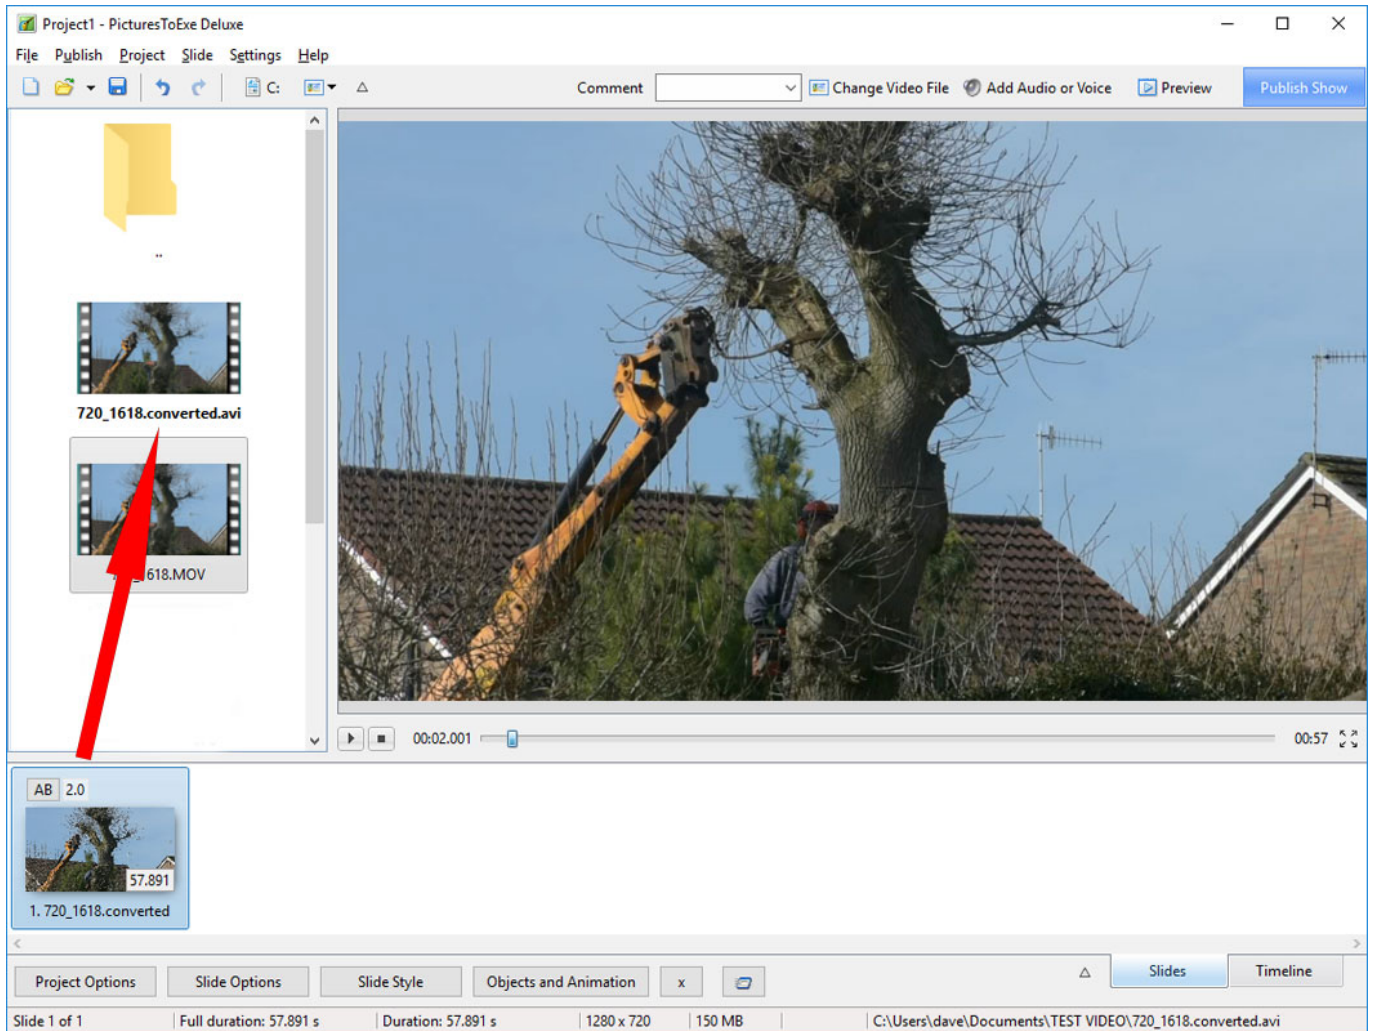 Project1 - PicturesToExe Deluxe
File Publish Project Slide Settings Help
C: Comment Change Video File Add Audio or Voice Preview Publish Show
..
720_1618.converted.avi
618.MOV
00:02.001 00:57
AB 2.0
57.891
1. 720_1618.converted
Project Options Slide Options Slide Style Objects and Animation x Slides Timeline
Slide 1 of 1 Full duration: 57.891 s Duration: 57.891 s 1280 x 720 150 MB C:\Users\dave\Documents\TEST VIDEO\720_1618.converted.avi